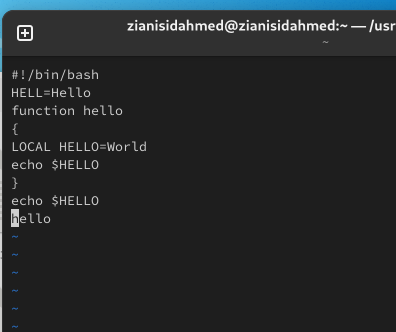 zianisidahmed@zianisidahmed:~ — /usr
~
#!/bin/bash
HELL=Hello
function hello
{
LOCAL HELLO=World
echo $HELLO
}
echo $HELLO
hello
~
~
~
~
~
~